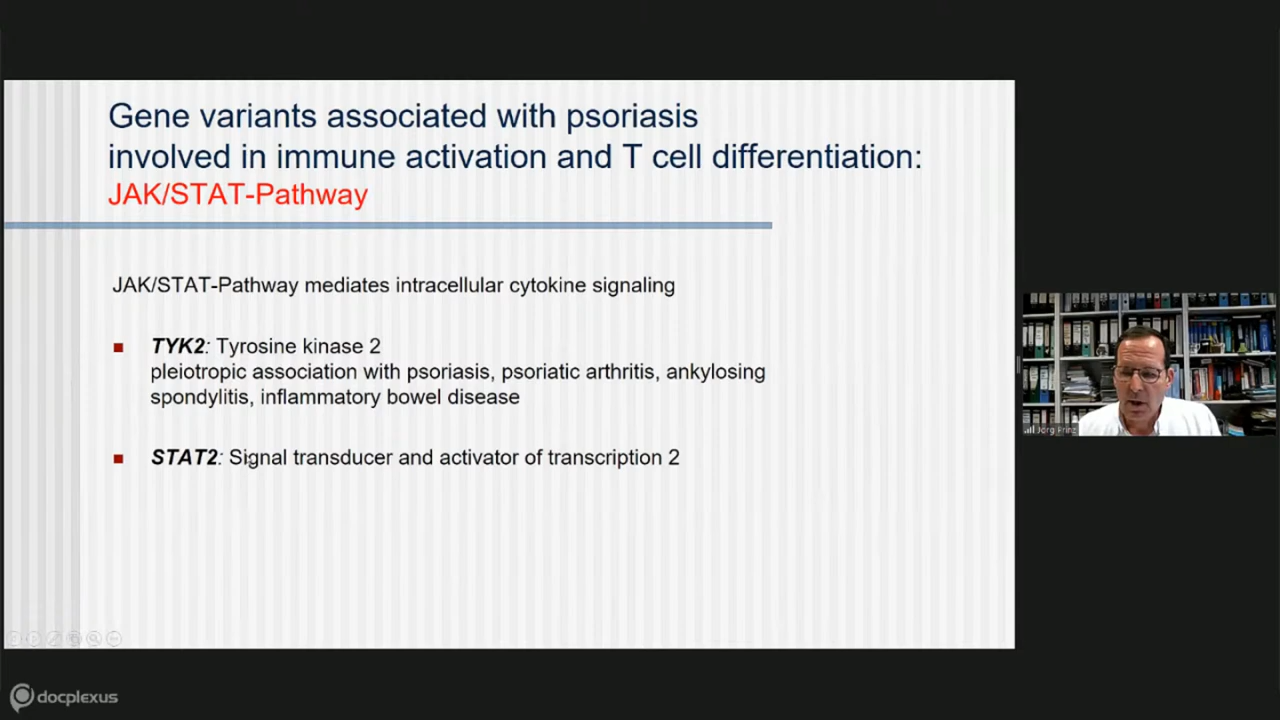 Gene variants associated with psoriasis
involved in immune activation and T cell differentiation:
JAK/STAT-Pathway
JAK/STAT-Pathway mediates intracellular cytokine signaling
TYK2: Tyrosine kinase 2
pleiotropic association with psoriasis, psoriatic arthritis, ankylosing
spondylitis, inflammatory bowel disease
STAT2: Signal transducer and activator of transcription 2
Jörg Prinz
docplexus